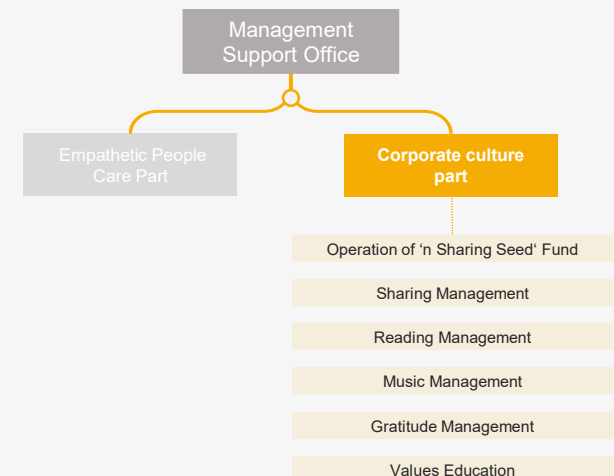 Management
Support Office
Empathetic People
Care Part
Corporate culture
part
Operation of ‘n Sharing Seed‘ Fund
Sharing Management
Reading Management
Music Management
Gratitude Management
Values Education